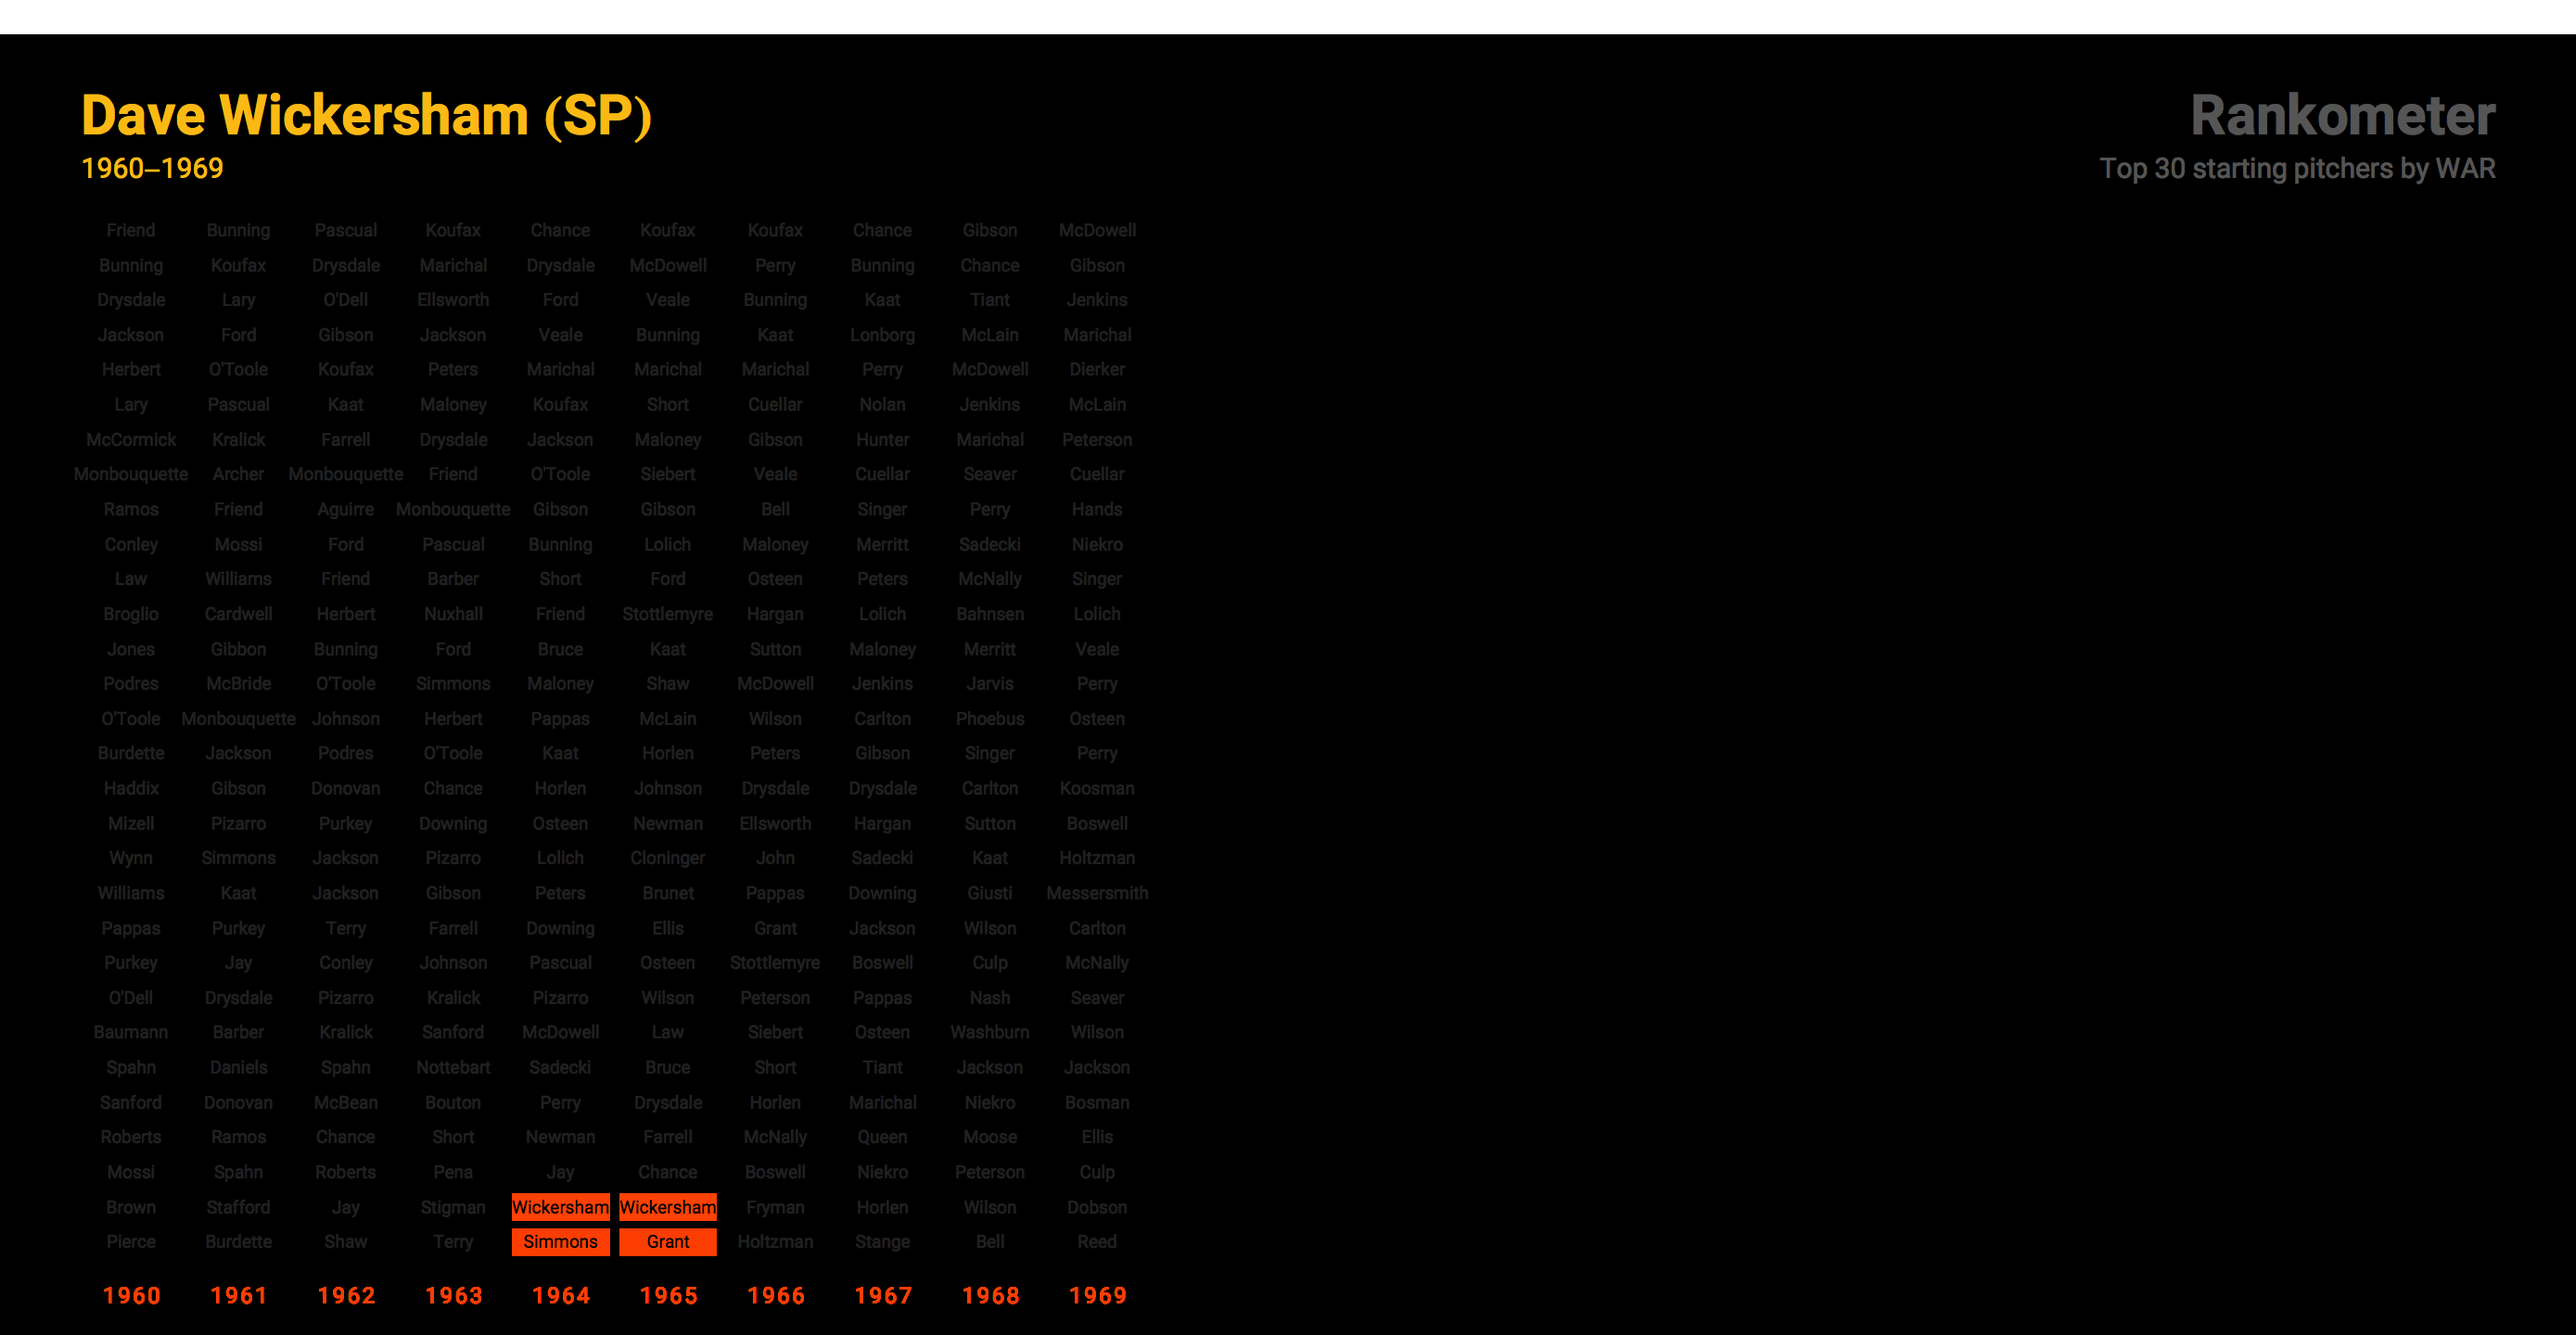 Dave Wickersham (SP)
Rankometer
1960–1969
Top 30 starting pitchers by WAR
Friend Bunning Pascual Koufax Chance Koufax Koufax Chance Gibson McDowell
Bunning Koufax Drysdale Marichal Drysdale McDowell Perry Bunning Chance Gibson
Drysdale Lary O'Dell Ellsworth Ford Veale Bunning Kaat Tiant Jenkins
Jackson Ford Gibson Jackson Veale Bunning Kaat Lonborg McLain Marichal
Herbert O'Toole Koufax Peters Marichal Marichal Marichal Perry McDowell Dierker
Lary Pascual Kaat Maloney Koufax Short Cuellar Nolan Jenkins McLain
McCormick Kralick Farrell Drysdale Jackson Maloney Gibson Hunter Marichal Peterson
Monbouquette Archer Monbouquette Friend O'Toole Siebert Veale Cuellar Seaver Cuellar
Ramos Friend Aguirre Monbouquette Gibson Gibson Bell Singer Perry Hands
Conley Mossi Ford Pascual Bunning Lolich Maloney Merritt Sadecki Niekro
Law Williams Friend Barber Short Ford Osteen Peters McNally Singer
Broglio Cardwell Herbert Nuxhall Friend Stottlemyre Hargan Lolich Bahnsen Lolich
Jones Gibbon Bunning Ford Bruce Kaat Sutton Maloney Merritt Veale
Podres McBride O'Toole Simmons Maloney Shaw McDowell Jenkins Jarvis Perry
O'Toole Monbouquette Johnson Herbert Pappas McLain Wilson Carlton Phoebus Osteen
Burdette Jackson Podres O'Toole Kaat Horlen Peters Gibson Singer Perry
Haddix Gibson Donovan Chance Horlen Johnson Drysdale Drysdale Carlton Koosman
Mizell Pizarro Purkey Downing Osteen Newman Ellsworth Hargan Sutton Boswell
Wynn Simmons Jackson Pizarro Lolich Cloninger John Sadecki Kaat Holtzman
Williams Kaat Jackson Gibson Peters Brunet Pappas Downing Giusti Messersmith
Pappas Purkey Terry Farrell Downing Ellis Grant Jackson Wilson Carlton
Purkey Jay Conley Johnson Pascual Osteen Stottlemyre Boswell Culp McNally
O'Dell Drysdale Pizarro Kralick Pizarro Wilson Peterson Pappas Nash Seaver
Baumann Barber Kralick Sanford McDowell Law Siebert Osteen Washburn Wilson
Spahn Daniels Spahn Nottebart Sadecki Bruce Short Tiant Jackson Jackson
Sanford Donovan McBean Bouton Perry Drysdale Horlen Marichal Niekro Bosman
Roberts Ramos Chance Short Newman Farrell McNally Queen Moose Ellis
Mossi Spahn Roberts Pena Jay Chance Boswell Niekro Peterson Culp
Brown Stafford Jay Stigman Wickersham Wickersham Fryman Horlen Wilson Dobson
Pierce Burdette Shaw Terry Simmons Grant Holtzman Stange Bell Reed
1960 1961 1962 1963 1964 1965 1966 1967 1968 1969